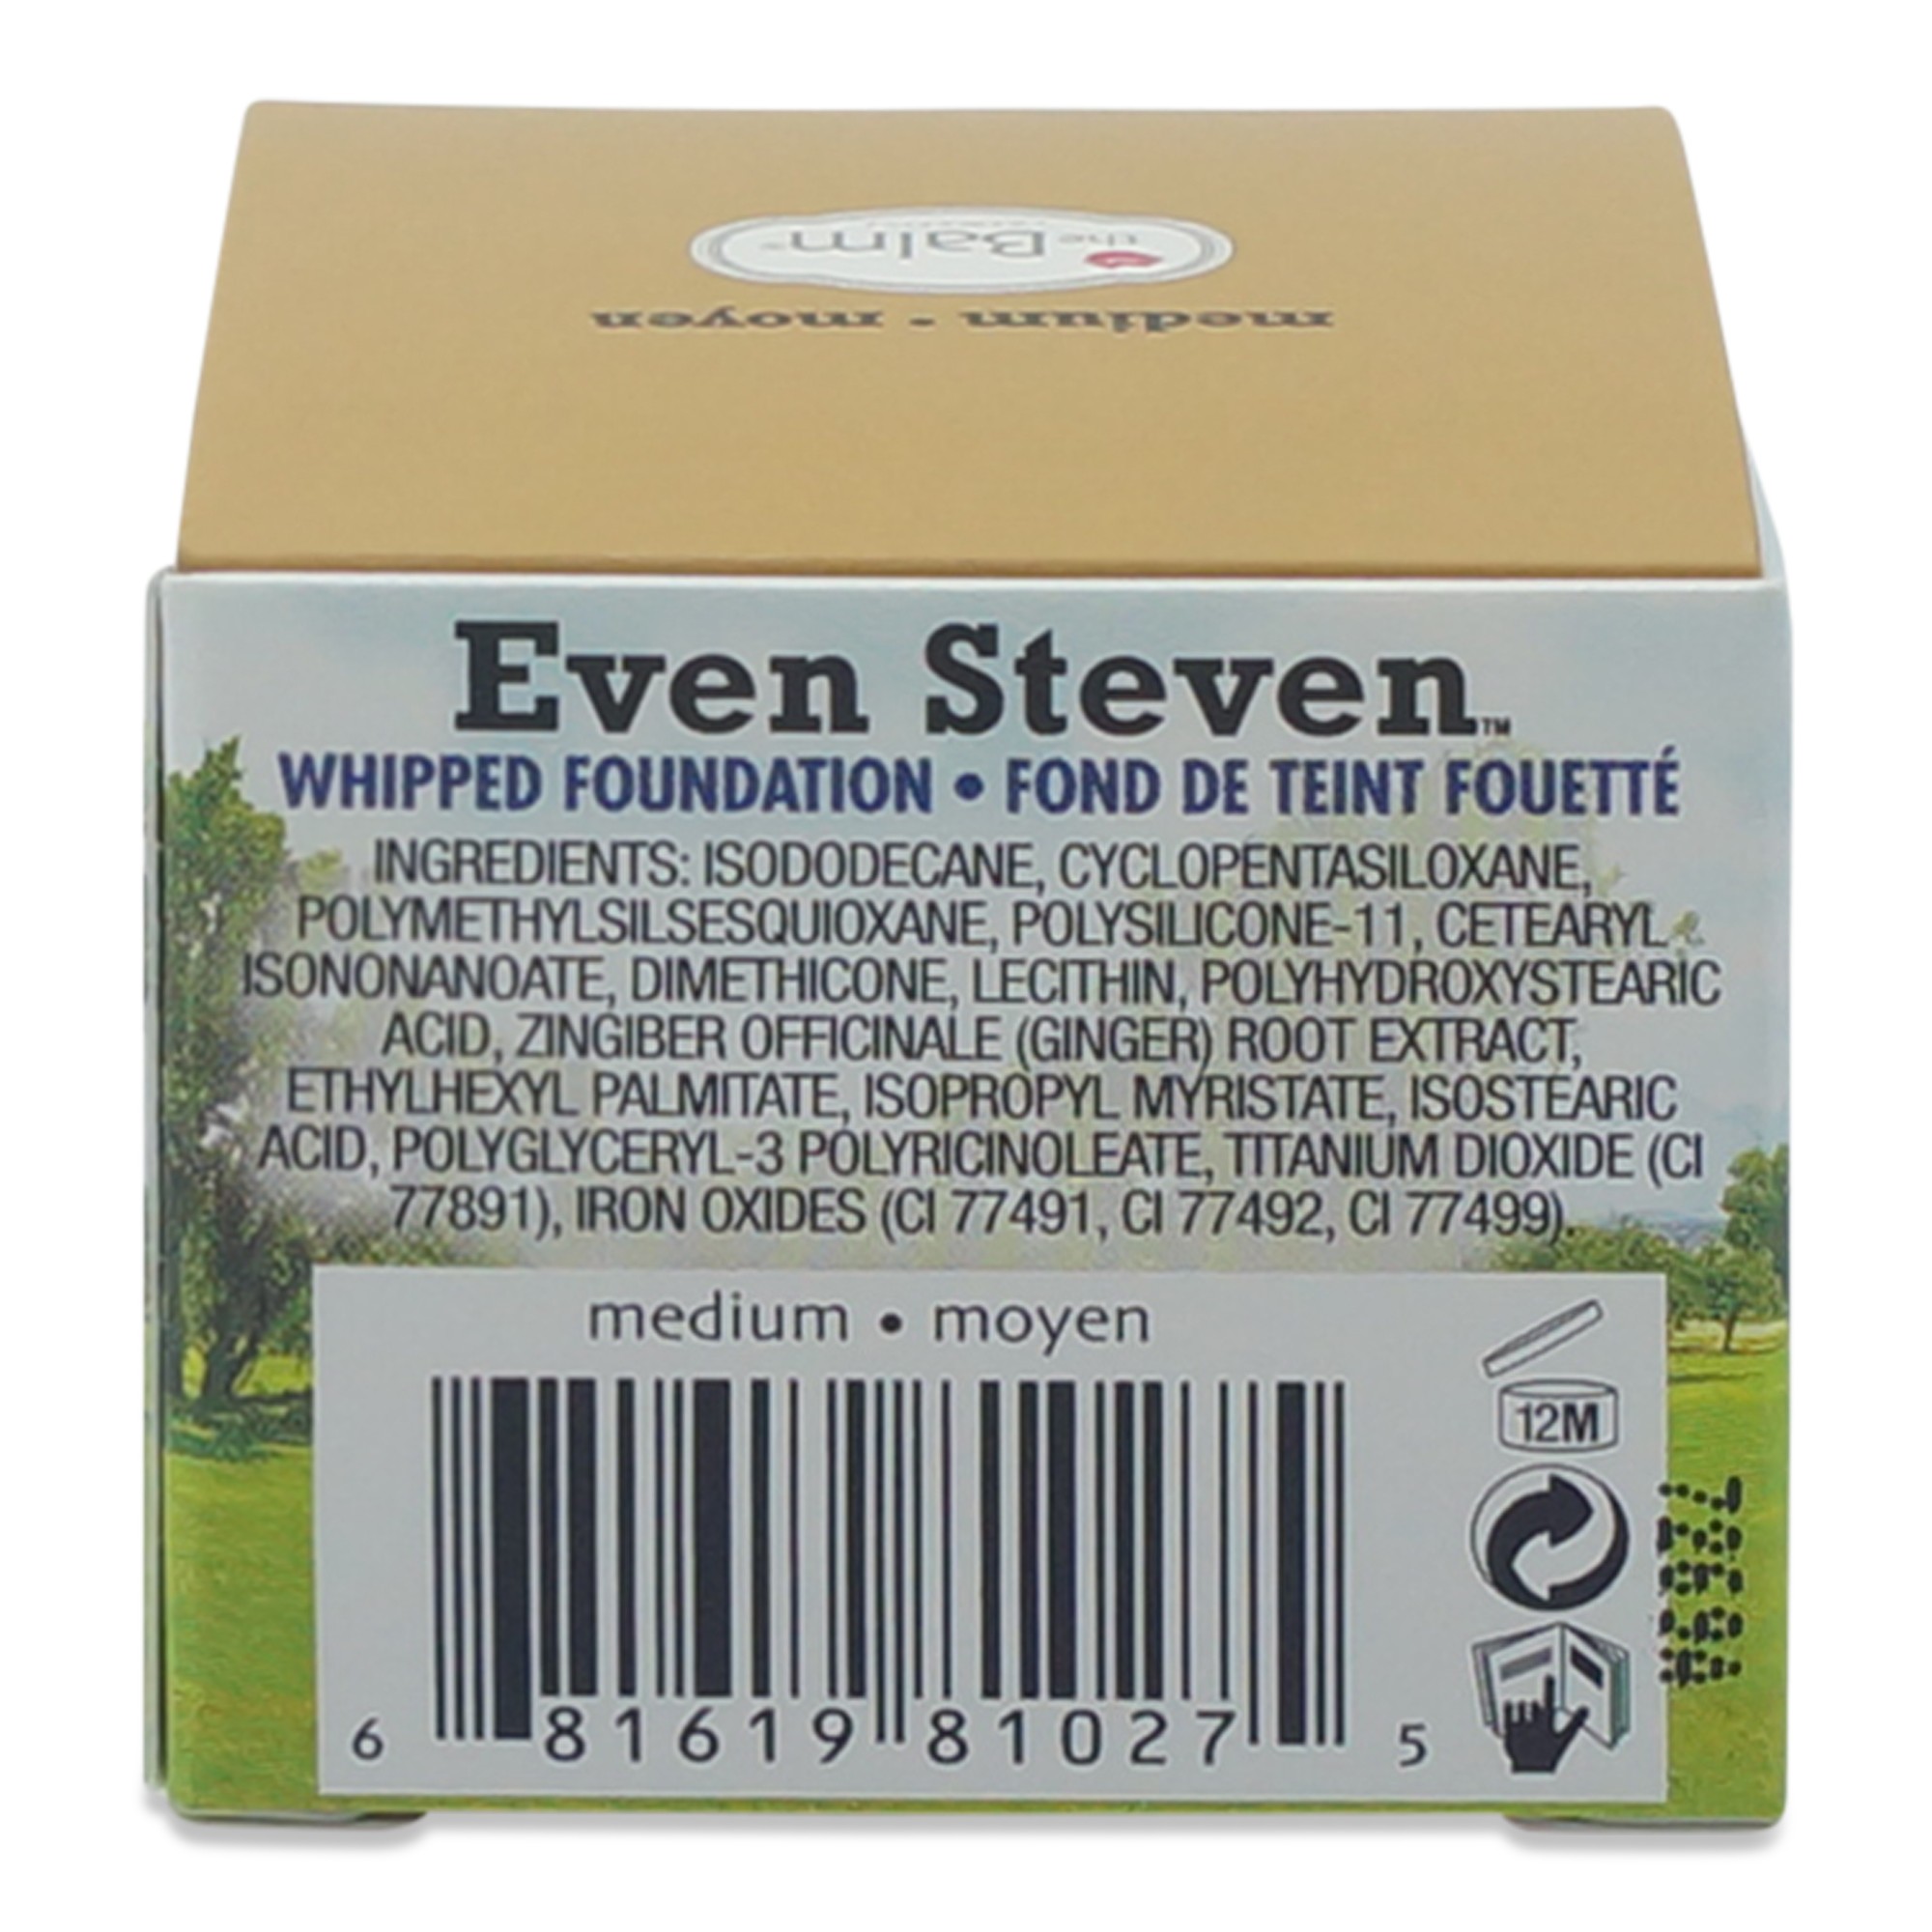 theBalm
medium • moyen
Even Steven™
WHIPPED FOUNDATION • FOND DE TEINT FOUETTÉ
INGREDIENTS: ISODODECANE, CYCLOPENTASILOXANE,
POLYMETHYLSILSESQUIOXANE, POLYSILICONE-11, CETEARYL
ISONONANOATE, DIMETHICONE, LECITHIN, POLYHYDROXYSTEARIC
ACID, ZINGIBER OFFICINALE (GINGER) ROOT EXTRACT,
ETHYLHEXYL PALMITATE, ISOPROPYL MYRISTATE, ISOSTEARIC
ACID, POLYGLYCERYL-3 POLYRICINOLEATE, TITANIUM DIOXIDE (CI
77891), IRON OXIDES (CI 77491, CI 77492, CI 77499).
medium • moyen
12M
6 81619 81027 5